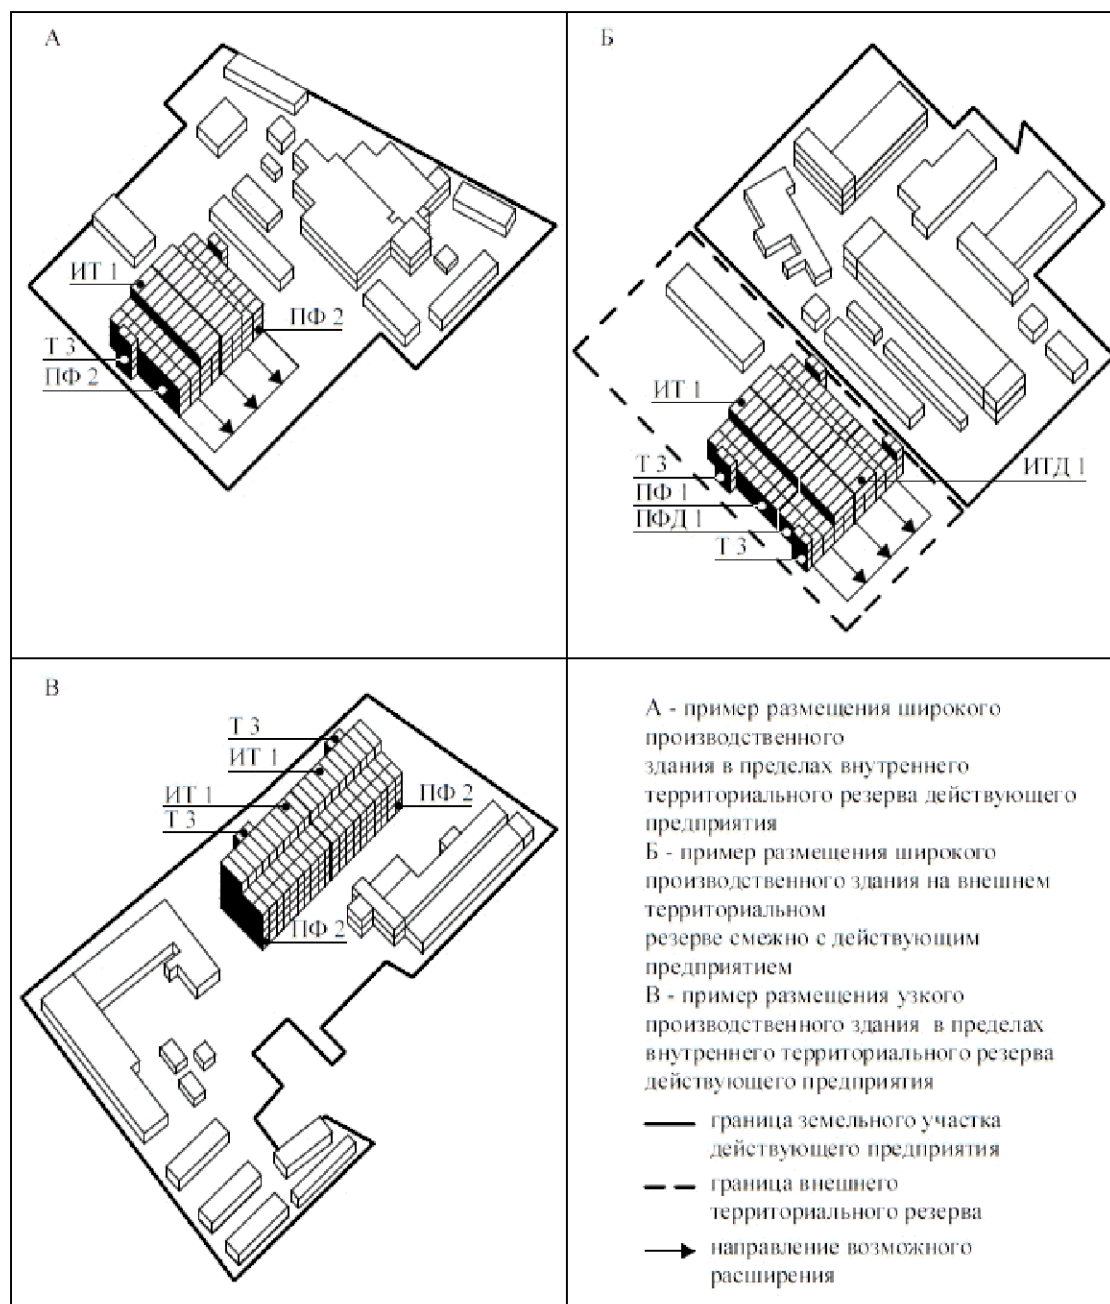 А
ИТ 1
ПФ 2
Т 3
ПФ 2
Б
ИТ 1
Т 3
ПФ 1
ПФД 1
Т 3
ИТД 1
В
Т 3
ИТ 1
ИТ 1
Т 3
ПФ 2
ПФ 2
А - пример размещения широкого
производственного
здания в пределах внутреннего
территориального резерва действующего
предприятия
Б - пример размещения широкого
производственного здания на внешнем
территориальном
резерве смежно с действующим
предприятием
В - пример размещения узкого
производственного здания в пределах
внутреннего территориального резерва
действующего предприятия
граница земельного участка
действующего предприятия
граница внешнего
территориального резерва
направление возможного
расширения